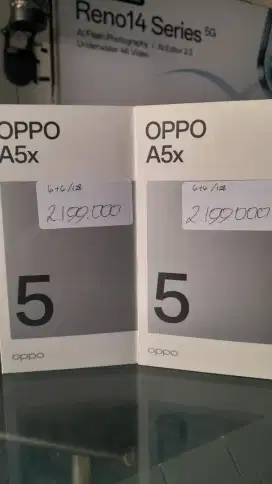 Reno14 Series 5G
AI Flash Photography | AI Editor 2.0
Underwater 4K Video
OPPO
A5x
6+6/128
2.199.000
5
oppo
OPPO
A5x
6+6/128
2.199.000
5
oppo